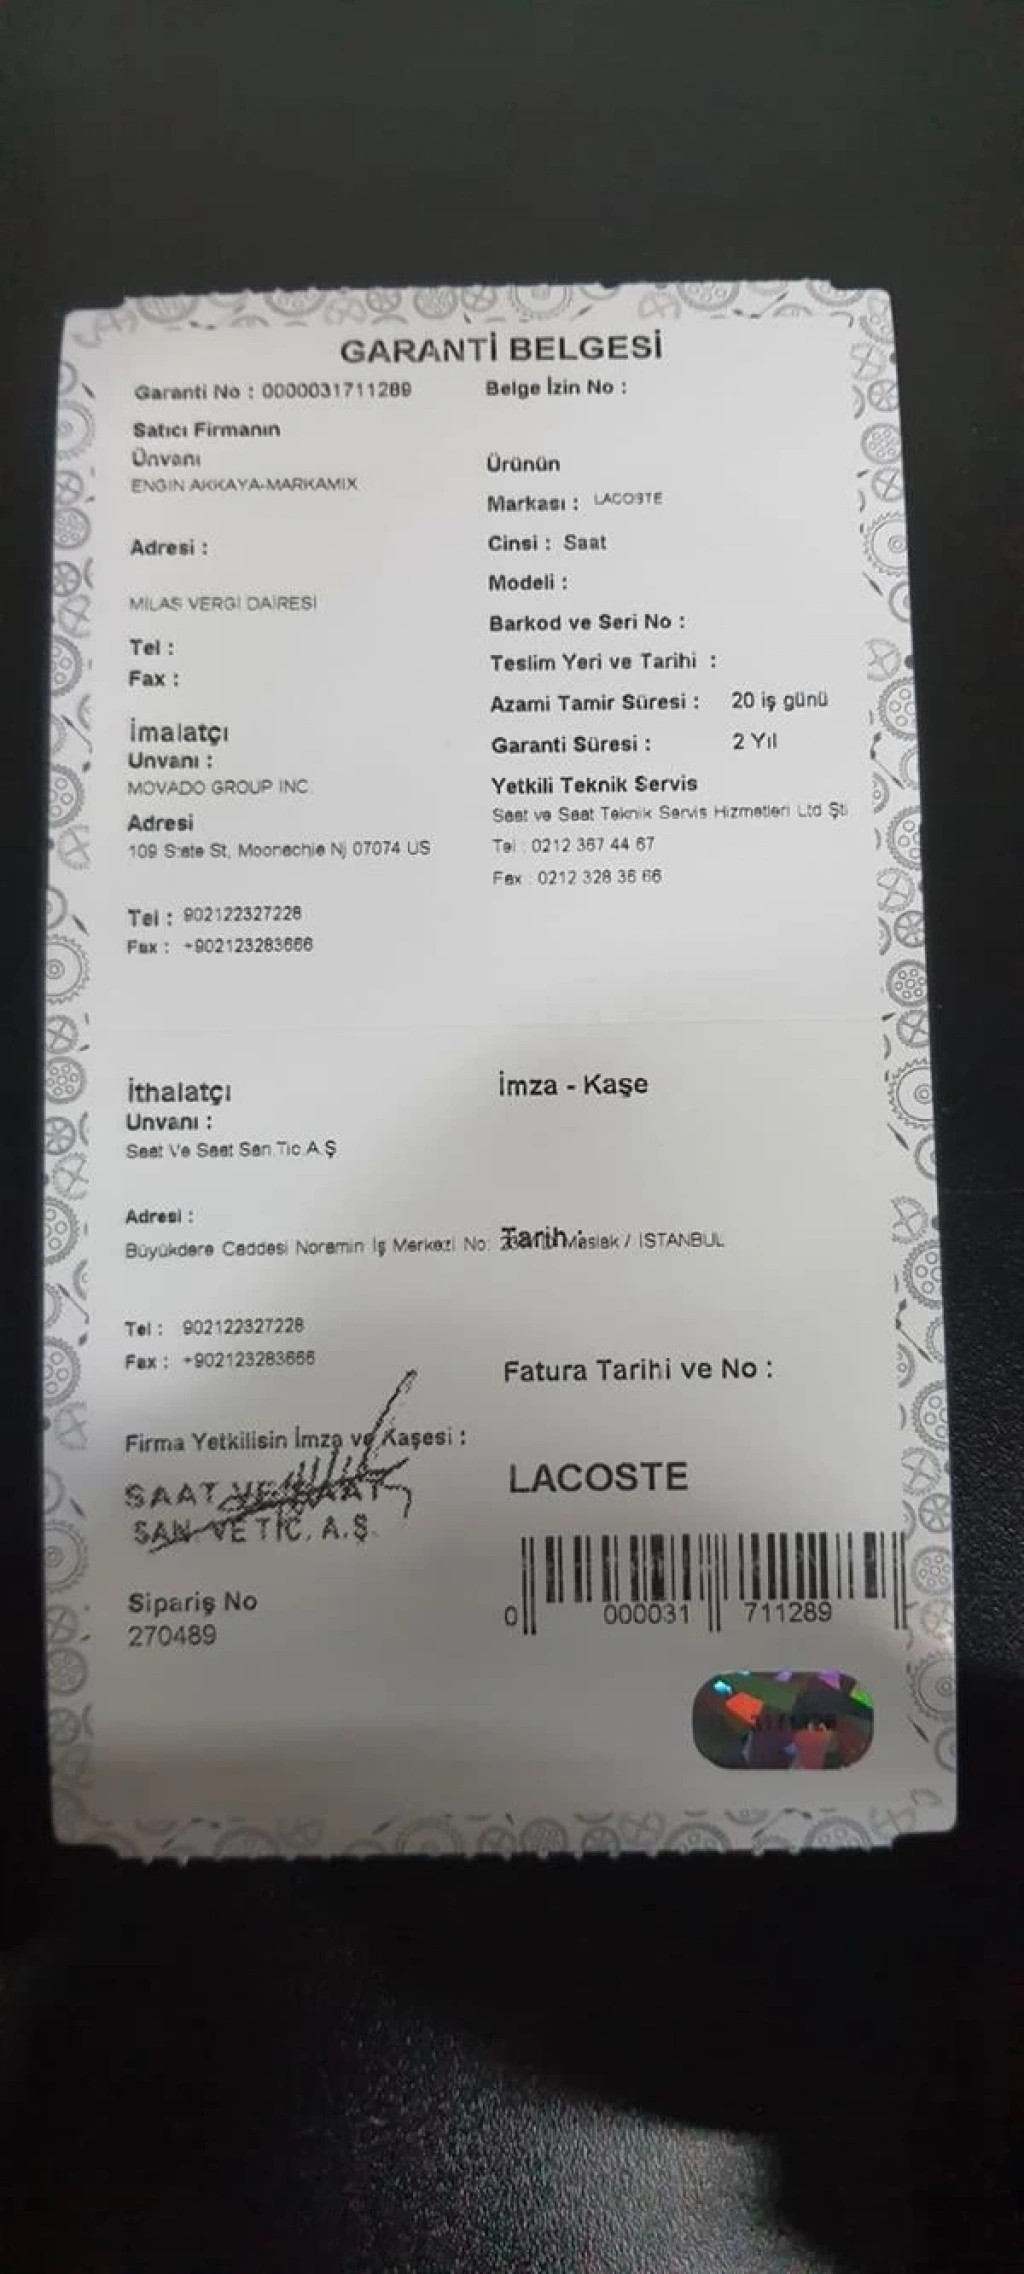 GARANTİ BELGESİ
Garanti No : 0000031711289
Belge İzin No :
Satıcı Firmanın
Ünvanı
ENGIN AKKAYA-MARKAMIX
Adresi :
MILAS VERGI DAIRESI
Tel :
Fax :
Ürünün
Markası : LACOSTE
Cinsi : Saat
Modeli :
Barkod ve Seri No :
Teslim Yeri ve Tarihi :
Azami Tamir Süresi : 20 iş günü
Garanti Süresi : 2 Yıl
İmalatçı
Unvanı :
MOVADO GROUP INC.
Adresi
109 State St, Moonachie Nj 07074 US
Tel : 902122327228
Fax : +902123283666
Yetkili Teknik Servis
Saat ve Saat Teknik Servis Hizmetleri Ltd Şti
Tel : 0212 367 44 67
Fax : 0212 328 36 66
İthalatçı
Unvanı :
Saat Ve Saat San.Tic.A.Ş
Adresi :
Büyükdere Caddesi Noramin İş Merkezi No: Maslak / ISTANBUL
Tel : 902122327228
Fax : +902123283666
Firma Yetkilisin İmza ve Kaşesi :
SAAT VE SAAT
SAN. VE TİC. A.Ş.
Sipariş No
270489
İmza - Kaşe
Tarih :
Fatura Tarihi ve No :
LACOSTE
0 000031 711289